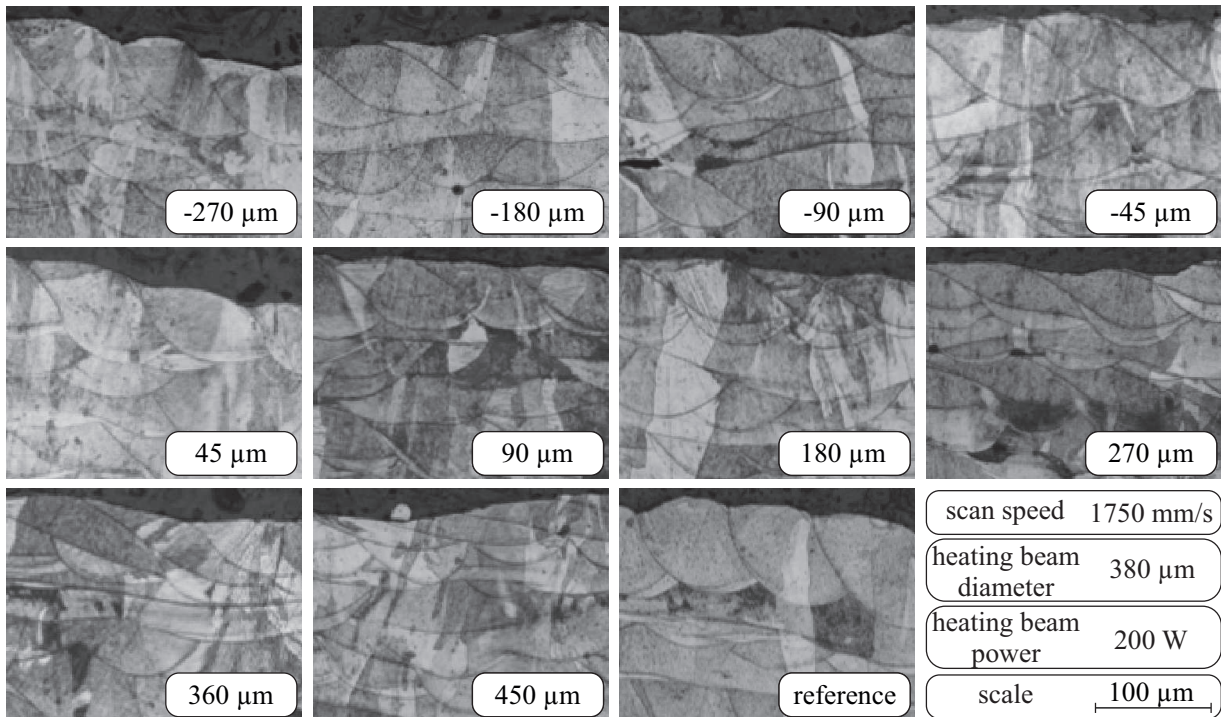 -270 µm
-180 µm
-90 µm
-45 µm
45 µm
90 µm
180 µm
270 µm
360 µm
450 µm
reference
scan speed 1750 mm/s
heating beam
diameter 380 µm
heating beam
power 200 W
scale 100 µm